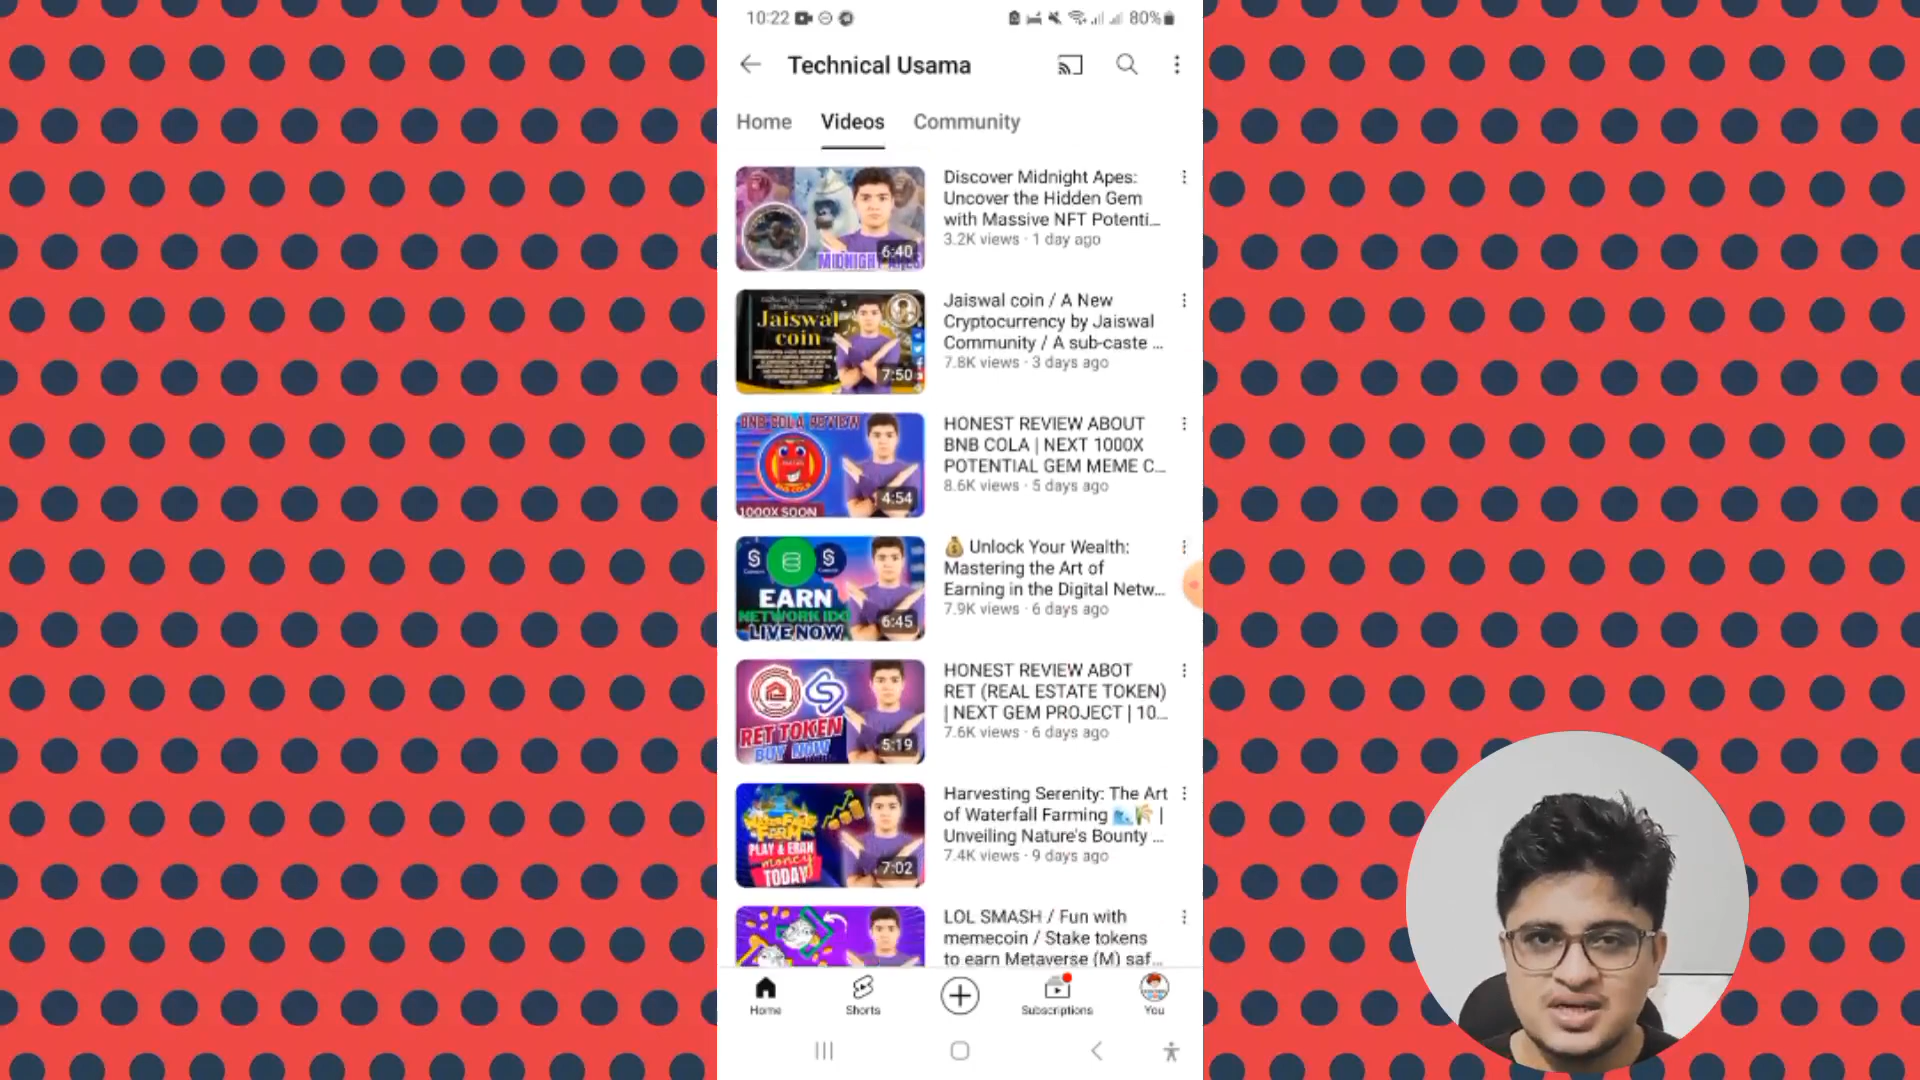 10:22
80%
Technical Usama
Home Videos Community
Discover Midnight Apes:
Uncover the Hidden Gem
with Massive NFT Potenti...
3.2K views · 1 day ago
6:40
MIDNIGHT
Jaiswal coin / A New
Cryptocurrency by Jaiswal
Community / A sub-caste ...
7.8K views · 3 days ago
Jaiswal
coin
7:50
HONEST REVIEW ABOUT
BNB COLA | NEXT 1000X
POTENTIAL GEM MEME C...
8.6K views · 5 days ago
BNB COLA REVIEW
4:54
1000X SOON
💰 Unlock Your Wealth:
Mastering the Art of
Earning in the Digital Netw...
7.9K views · 6 days ago
EARN
NETWORK IDO
LIVE NOW
6:45
HONEST REVIEW ABOT
RET (REAL ESTATE TOKEN)
| NEXT GEM PROJECT | 10...
7.6K views · 6 days ago
RET TOKEN
BUY NOW
5:19
Harvesting Serenity: The Art
of Waterfall Farming 🌊🌾 |
Unveiling Nature's Bounty ...
7.4K views · 9 days ago
PLAY & ERAN
money
TODAY
7:02
LOL SMASH / Fun with
memecoin / Stake tokens
to earn Metaverse (M) saf...
Home Shorts Subscriptions You